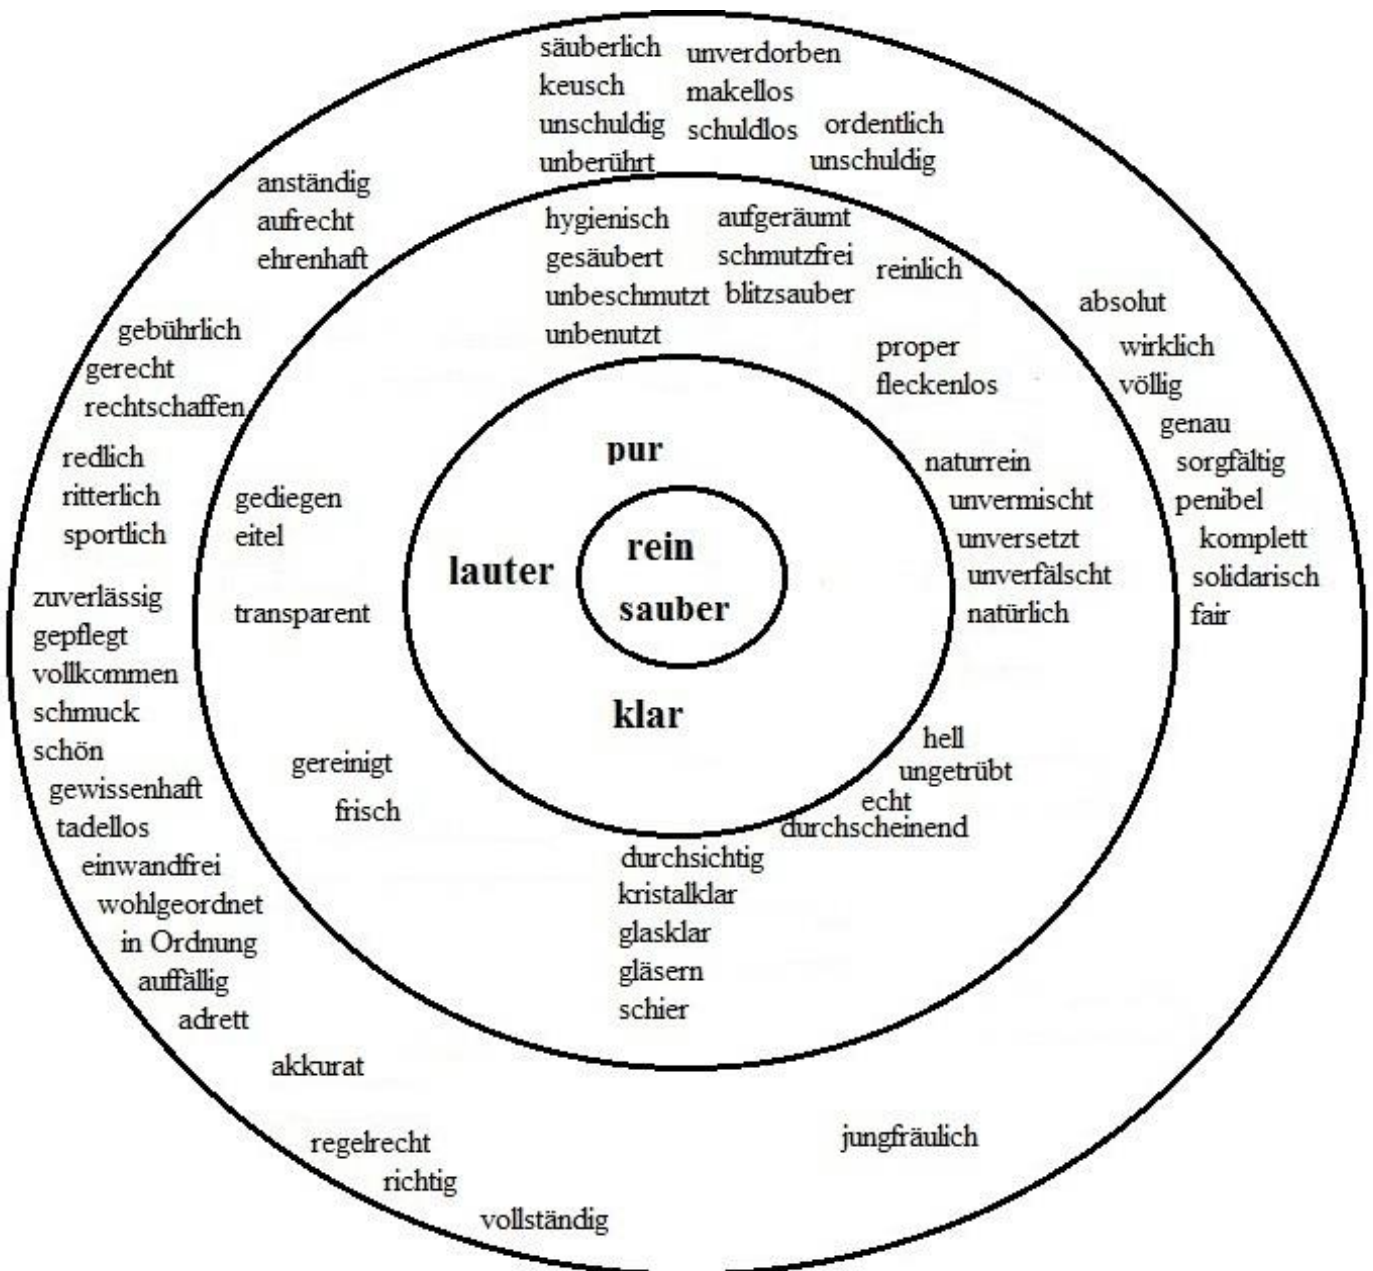 säuberlich
keusch
unschuldig
unberührt
unverdorben
makellos
schuldlos
ordentlich
unschuldig
anständig
aufrecht
ehrenhaft
gebührlich
gerecht
rechtschaffen
redlich
ritterlich
sportlich
zuverlässig
gepflegt
vollkommen
schmuck
schön
gewissenhaft
tadellos
einwandfrei
wohlgeordnet
in Ordnung
auffällig
adrett
akkurat
regelrecht
richtig
vollständig
jungfräulich
absolut
wirklich
völlig
genau
sorgfältig
penibel
komplett
solidarisch
fair
hygienisch
gesäubert
unbeschmutzt
unbenutzt
aufgeräumt
schmutzfrei
blitzsauber
reinlich
proper
fleckenlos
naturrein
unvermischt
unversetzt
unverfälscht
natürlich
hell
ungetrübt
echt
durchscheinend
durchsichtig
kristalklar
glasklar
gläsern
schier
gediegen
eitel
transparent
gereinigt
frisch
pur
lauter
klar
rein
sauber